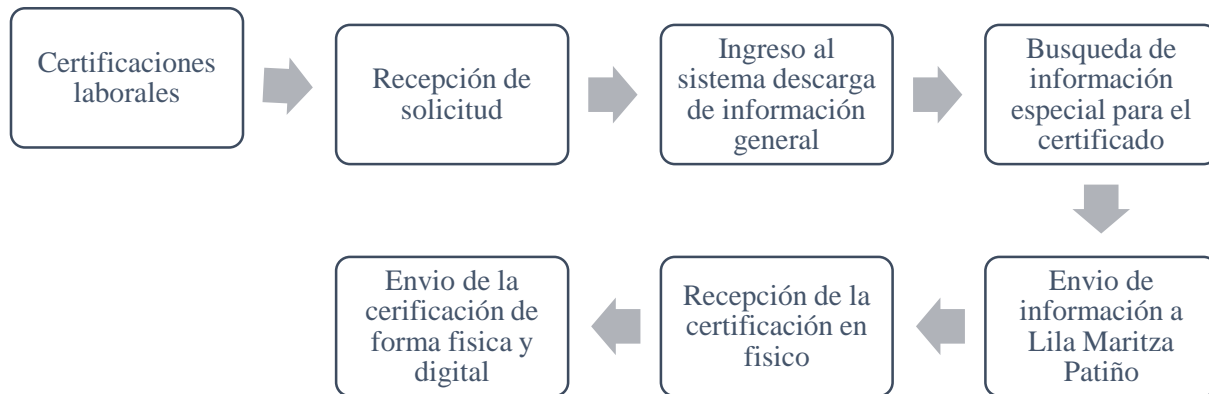 Certificaciones
laborales
Recepción de
solicitud
Ingreso al
sistema descarga
de información
general
Busqueda de
información
especial para el
certificado
Envio de
información a
Lila Maritza
Patiño
Recepción de la
certificación en
fisico
Envio de la
cerificación de
forma fisica y
digital